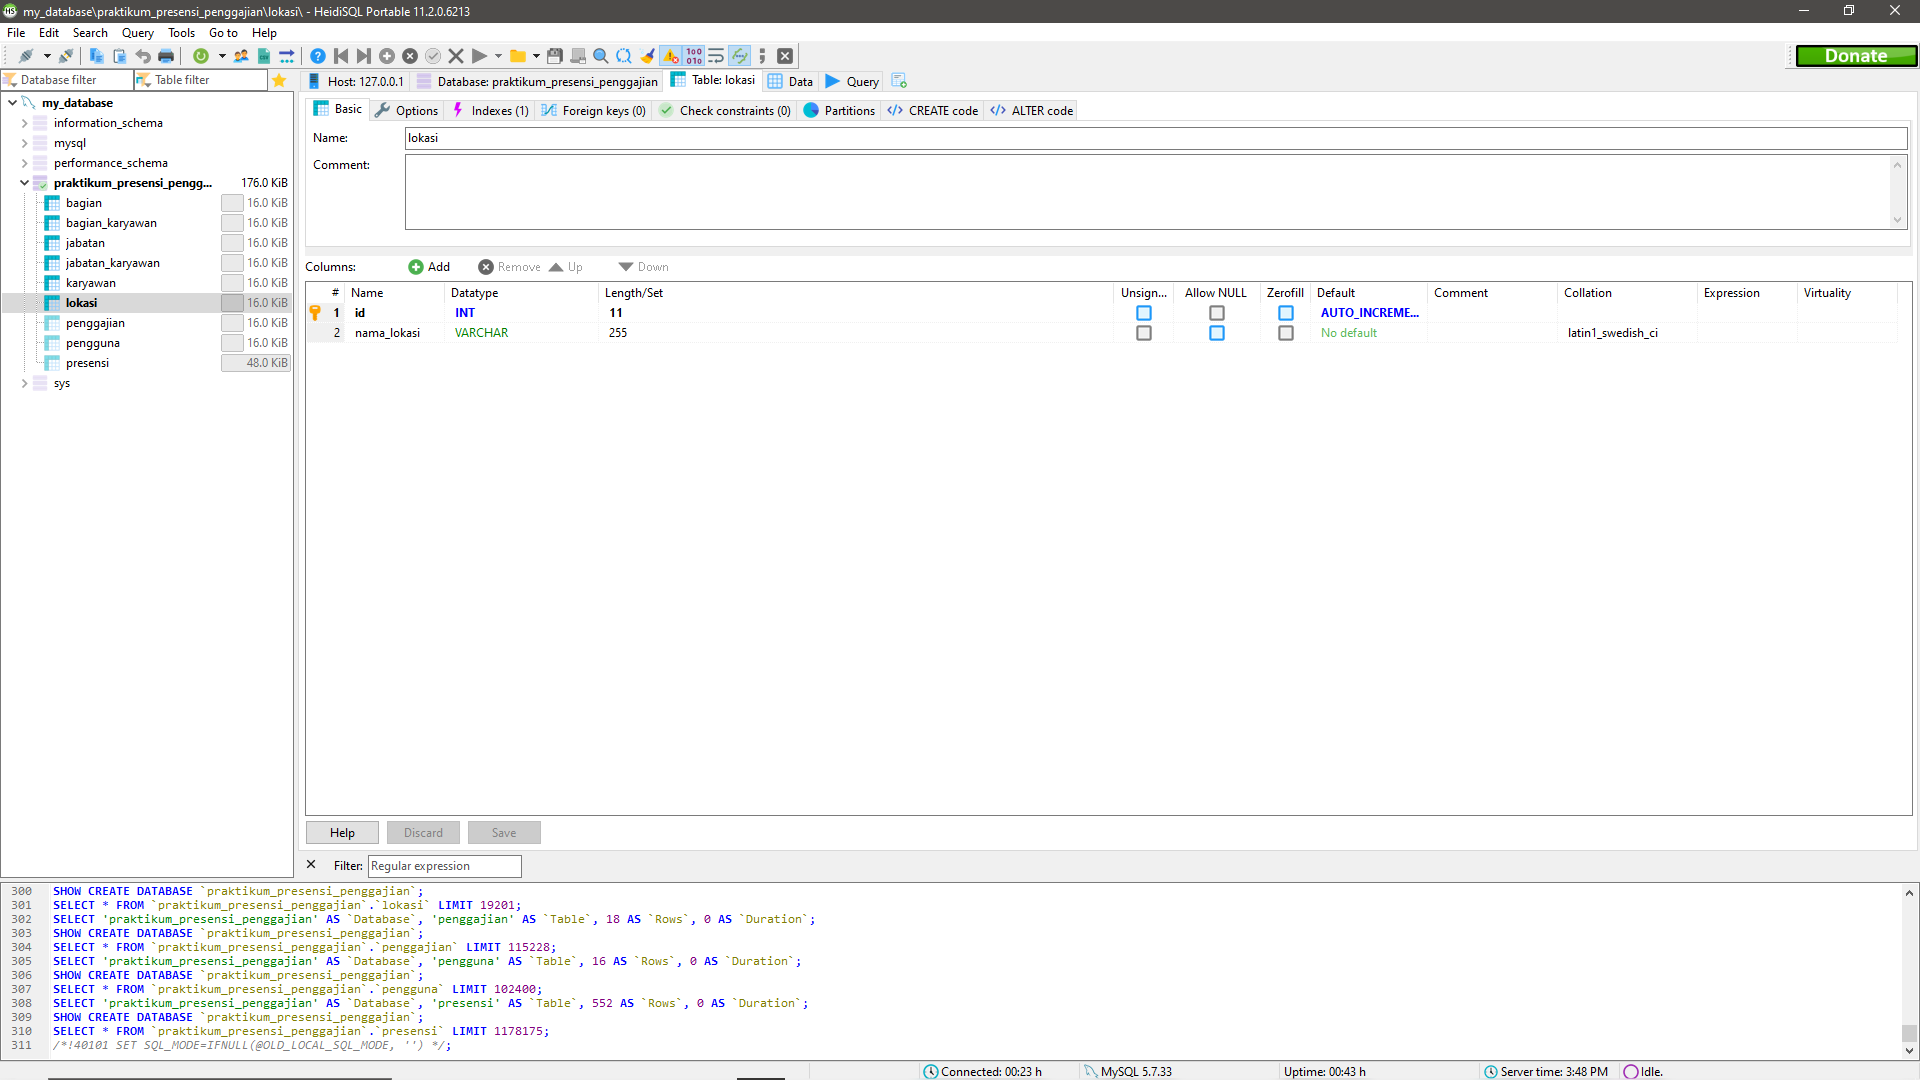 my_database\praktikum_presensi_penggajian\lokasi\ - HeidiSQL Portable 11.2.0.6213
File Edit Search Query Tools Go to Help
Donate
Database filter Table filter
Host: 127.0.0.1 Database: praktikum_presensi_penggajian Table: lokasi Data Query
my_database
information_schema
mysql
performance_schema
praktikum_presensi_pengg... 176.0 KiB
bagian 16.0 KiB
bagian_karyawan 16.0 KiB
jabatan 16.0 KiB
jabatan_karyawan 16.0 KiB
karyawan 16.0 KiB
lokasi 16.0 KiB
penggajian 16.0 KiB
pengguna 16.0 KiB
presensi 48.0 KiB
sys
Basic Options Indexes (1) Foreign keys (0) Check constraints (0) Partitions CREATE code ALTER code
Name: lokasi
Comment:
Columns: Add Remove Up Down
# Name Datatype Length/Set Unsign... Allow NULL Zerofill Default Comment Collation Expression Virtuality
1 id INT 11 AUTO_INCREME...
2 nama_lokasi VARCHAR 255 No default latin1_swedish_ci
Help Discard Save
Filter: Regular expression
300 SHOW CREATE DATABASE `praktikum_presensi_penggajian`;
301 SELECT * FROM `praktikum_presensi_penggajian`.`lokasi` LIMIT 19201;
302 SELECT 'praktikum_presensi_penggajian' AS `Database`, 'penggajian' AS `Table`, 18 AS `Rows`, 0 AS `Duration`;
303 SHOW CREATE DATABASE `praktikum_presensi_penggajian`;
304 SELECT * FROM `praktikum_presensi_penggajian`.`penggajian` LIMIT 115228;
305 SELECT 'praktikum_presensi_penggajian' AS `Database`, 'pengguna' AS `Table`, 16 AS `Rows`, 0 AS `Duration`;
306 SHOW CREATE DATABASE `praktikum_presensi_penggajian`;
307 SELECT * FROM `praktikum_presensi_penggajian`.`pengguna` LIMIT 102400;
308 SELECT 'praktikum_presensi_penggajian' AS `Database`, 'presensi' AS `Table`, 552 AS `Rows`, 0 AS `Duration`;
309 SHOW CREATE DATABASE `praktikum_presensi_penggajian`;
310 SELECT * FROM `praktikum_presensi_penggajian`.`presensi` LIMIT 1178175;
311 /*!40101 SET SQL_MODE=IFNULL(@OLD_LOCAL_SQL_MODE, '') */;
Connected: 00:23 h MySQL 5.7.33 Uptime: 00:43 h Server time: 3:48 PM Idle.